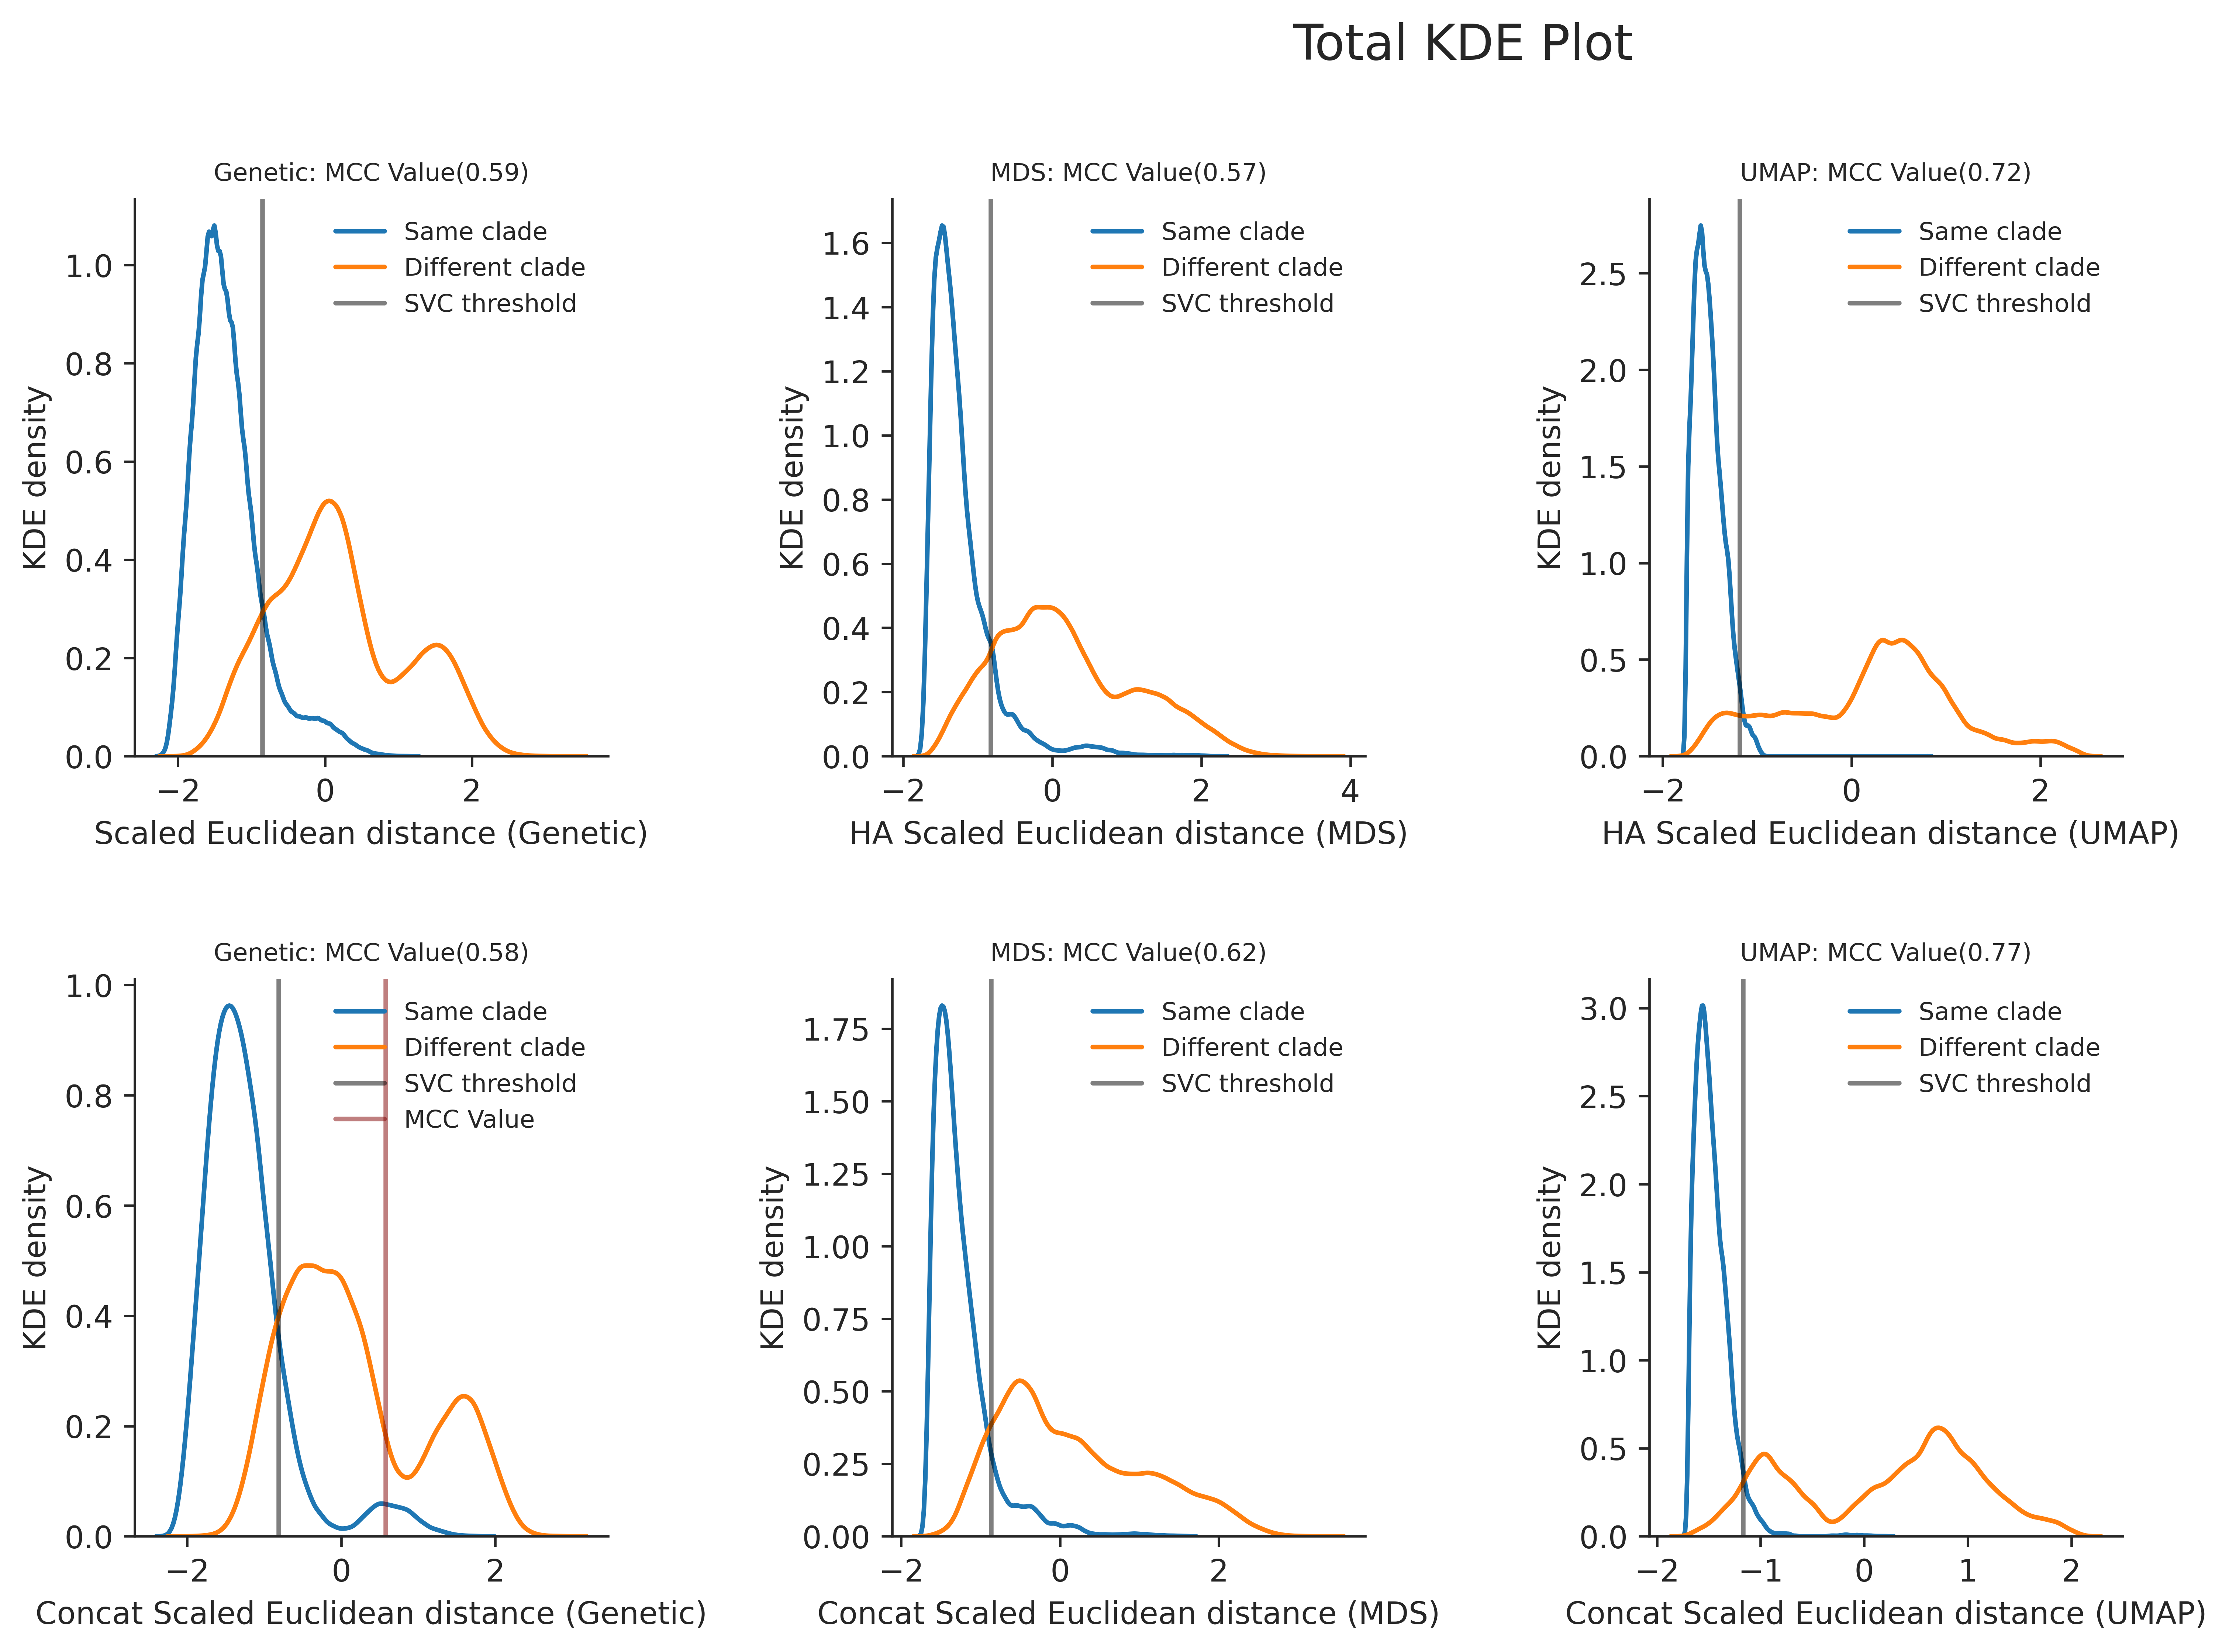 Total KDE Plot
Genetic: MCC Value(0.59)
Same clade
Different clade
SVC threshold
KDE density
1.0
0.8
0.6
0.4
0.2
0.0
−2 0 2
Scaled Euclidean distance (Genetic)
MDS: MCC Value(0.57)
Same clade
Different clade
SVC threshold
KDE density
1.6
1.4
1.2
1.0
0.8
0.6
0.4
0.2
0.0
−2 0 2 4
HA Scaled Euclidean distance (MDS)
UMAP: MCC Value(0.72)
Same clade
Different clade
SVC threshold
KDE density
2.5
2.0
1.5
1.0
0.5
0.0
−2 0 2
HA Scaled Euclidean distance (UMAP)
Genetic: MCC Value(0.58)
Same clade
Different clade
SVC threshold
MCC Value
KDE density
1.0
0.8
0.6
0.4
0.2
0.0
−2 0 2
Concat Scaled Euclidean distance (Genetic)
MDS: MCC Value(0.62)
Same clade
Different clade
SVC threshold
KDE density
1.75
1.50
1.25
1.00
0.75
0.50
0.25
0.00
−2 0 2
Concat Scaled Euclidean distance (MDS)
UMAP: MCC Value(0.77)
Same clade
Different clade
SVC threshold
KDE density
3.0
2.5
2.0
1.5
1.0
0.5
0.0
−2 −1 0 1 2
Concat Scaled Euclidean distance (UMAP)